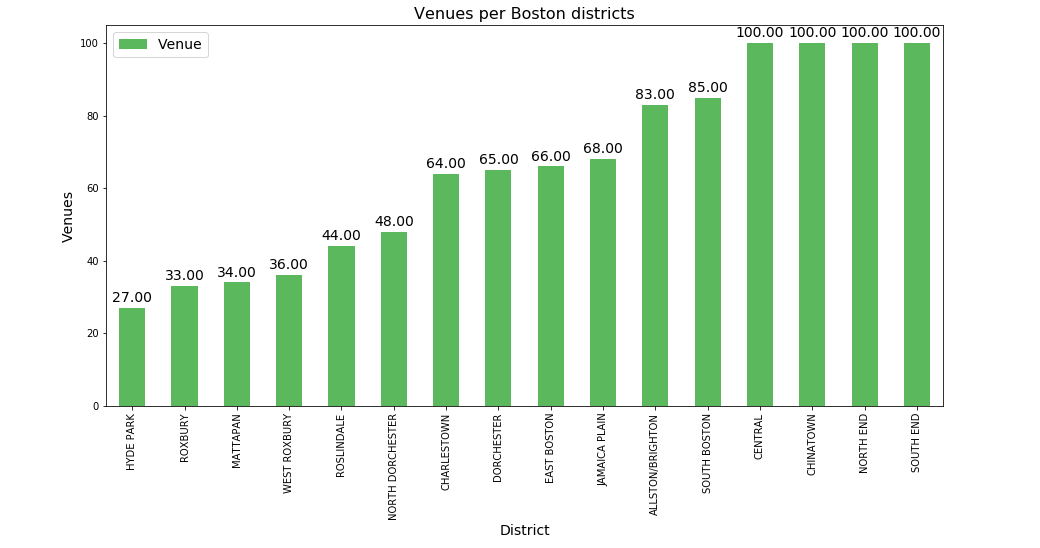 Venues per Boston districts
Venue
Venues
100
80
60
40
20
0
27.00
33.00
34.00
36.00
44.00
48.00
64.00
65.00
66.00
68.00
83.00
85.00
100.00
100.00
100.00
100.00
HYDE PARK
ROXBURY
MATTAPAN
WEST ROXBURY
ROSLINDALE
NORTH DORCHESTER
CHARLESTOWN
DORCHESTER
EAST BOSTON
JAMAICA PLAIN
ALLSTON/BRIGHTON
SOUTH BOSTON
CENTRAL
CHINATOWN
NORTH END
SOUTH END
District